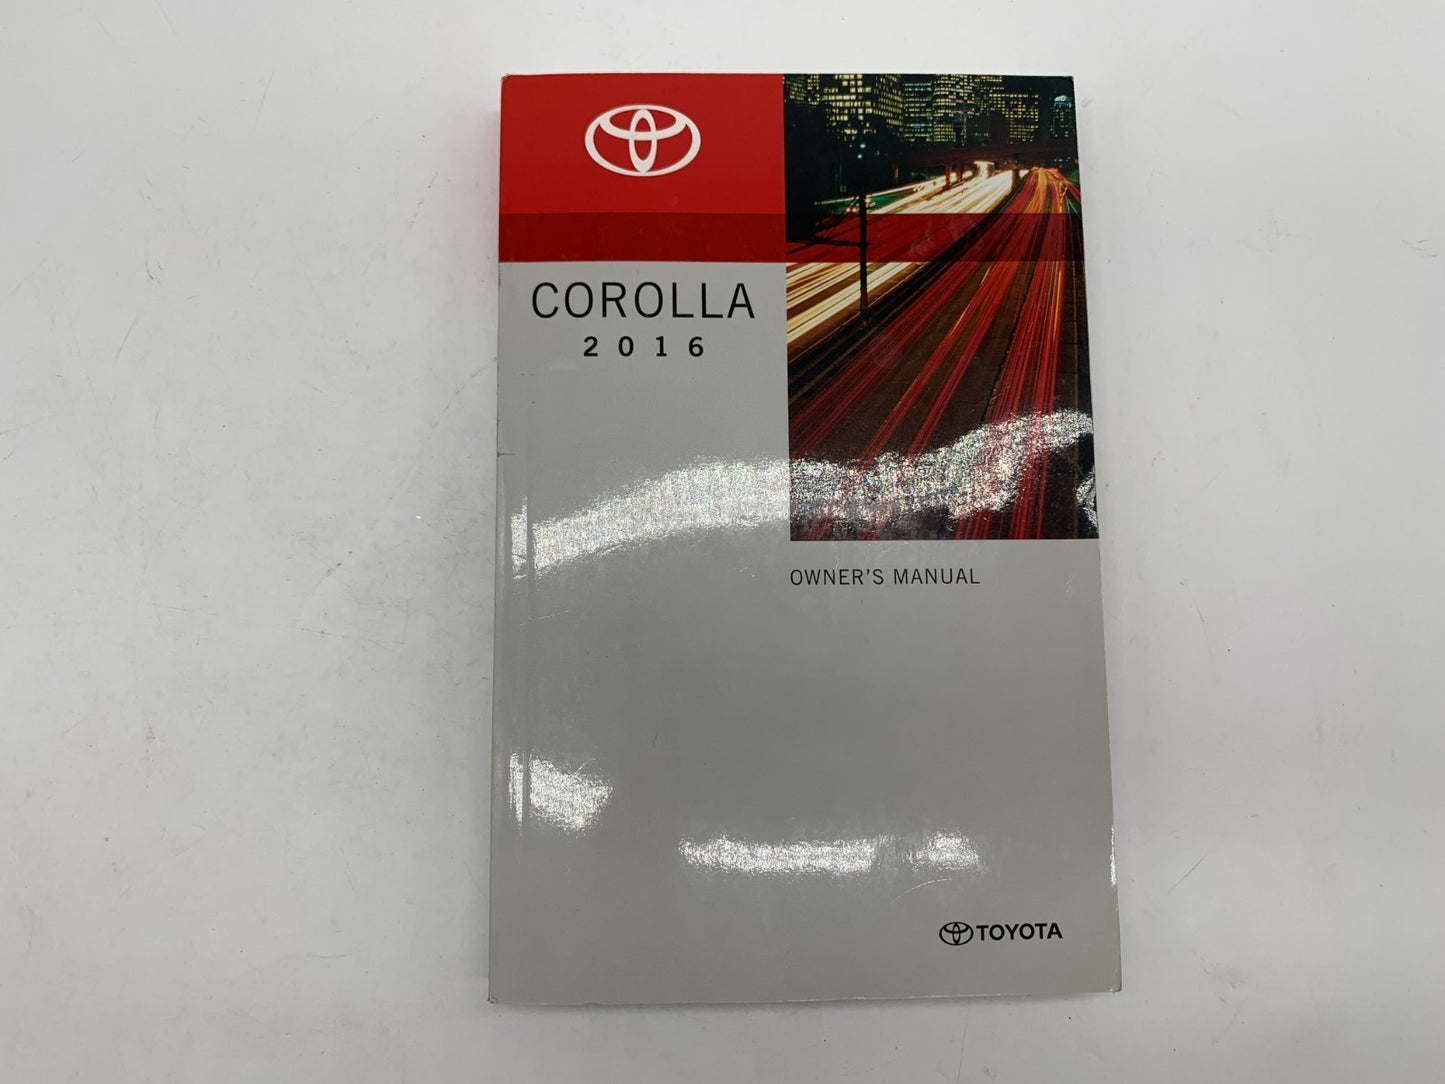 COROLLA
2016
OWNER'S MANUAL
TOYOTA